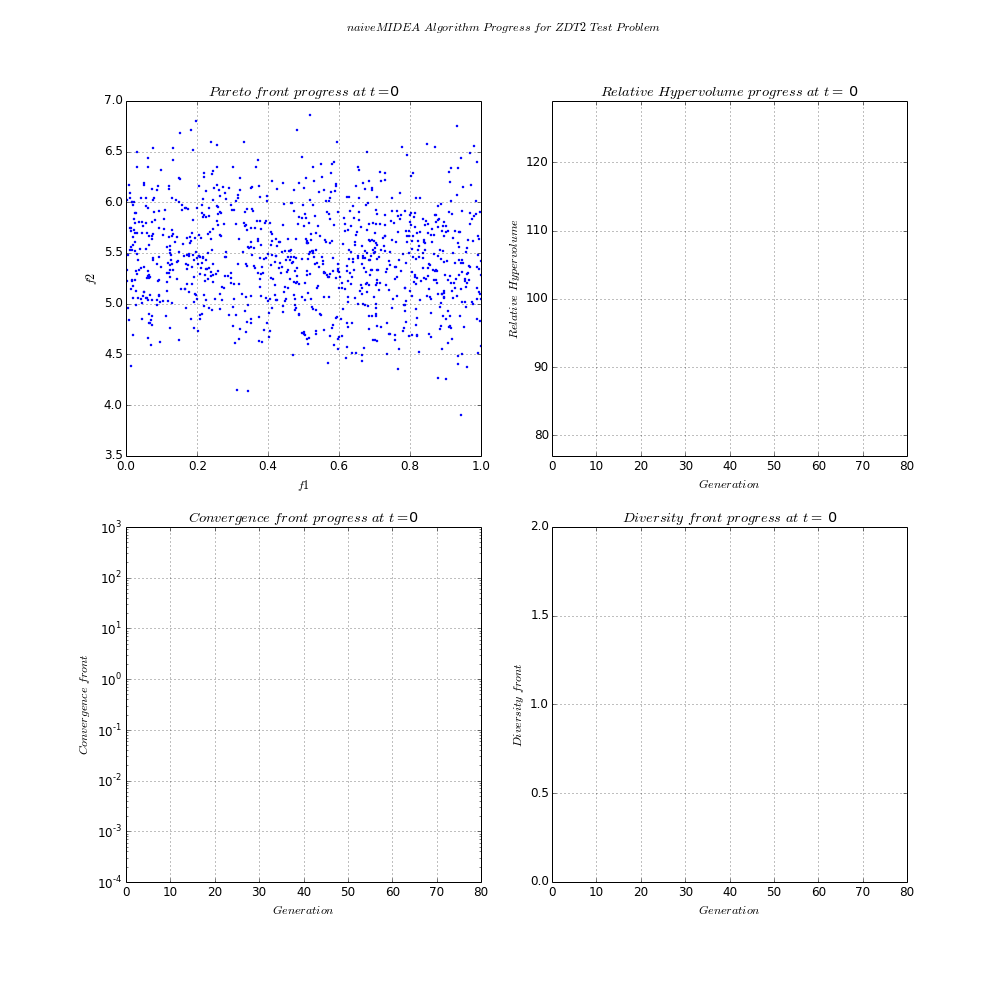 naiveMIDEA Algorithm Progress for ZDT2 Test Problem
Pareto front progress at t=0
7.0
6.5
6.0
5.5
5.0
4.5
4.0
3.5
f2
0.0 0.2 0.4 0.6 0.8 1.0
f1
Relative Hypervolume progress at t= 0
120
110
100
90
80
Relative Hypervolume
0 10 20 30 40 50 60 70 80
Generation
Convergence front progress at t=0
10^3
10^2
10^1
10^0
10^-1
10^-2
10^-3
10^-4
Convergence front
0 10 20 30 40 50 60 70 80
Generation
Diversity front progress at t= 0
2.0
1.5
1.0
0.5
0.0
Diversity front
0 10 20 30 40 50 60 70 80
Generation